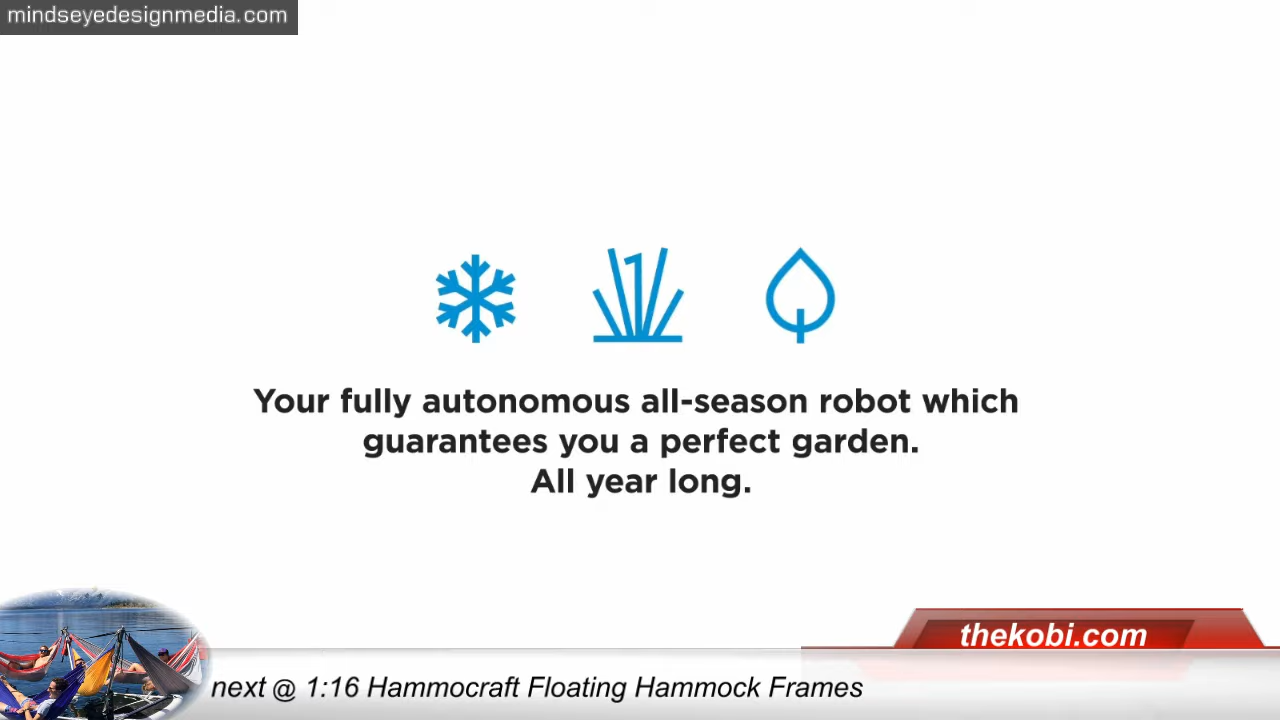 mindseyedesignmedia.com
Your fully autonomous all-season robot which
guarantees you a perfect garden.
All year long.
thekobi.com
next @ 1:16 Hammocraft Floating Hammock Frames